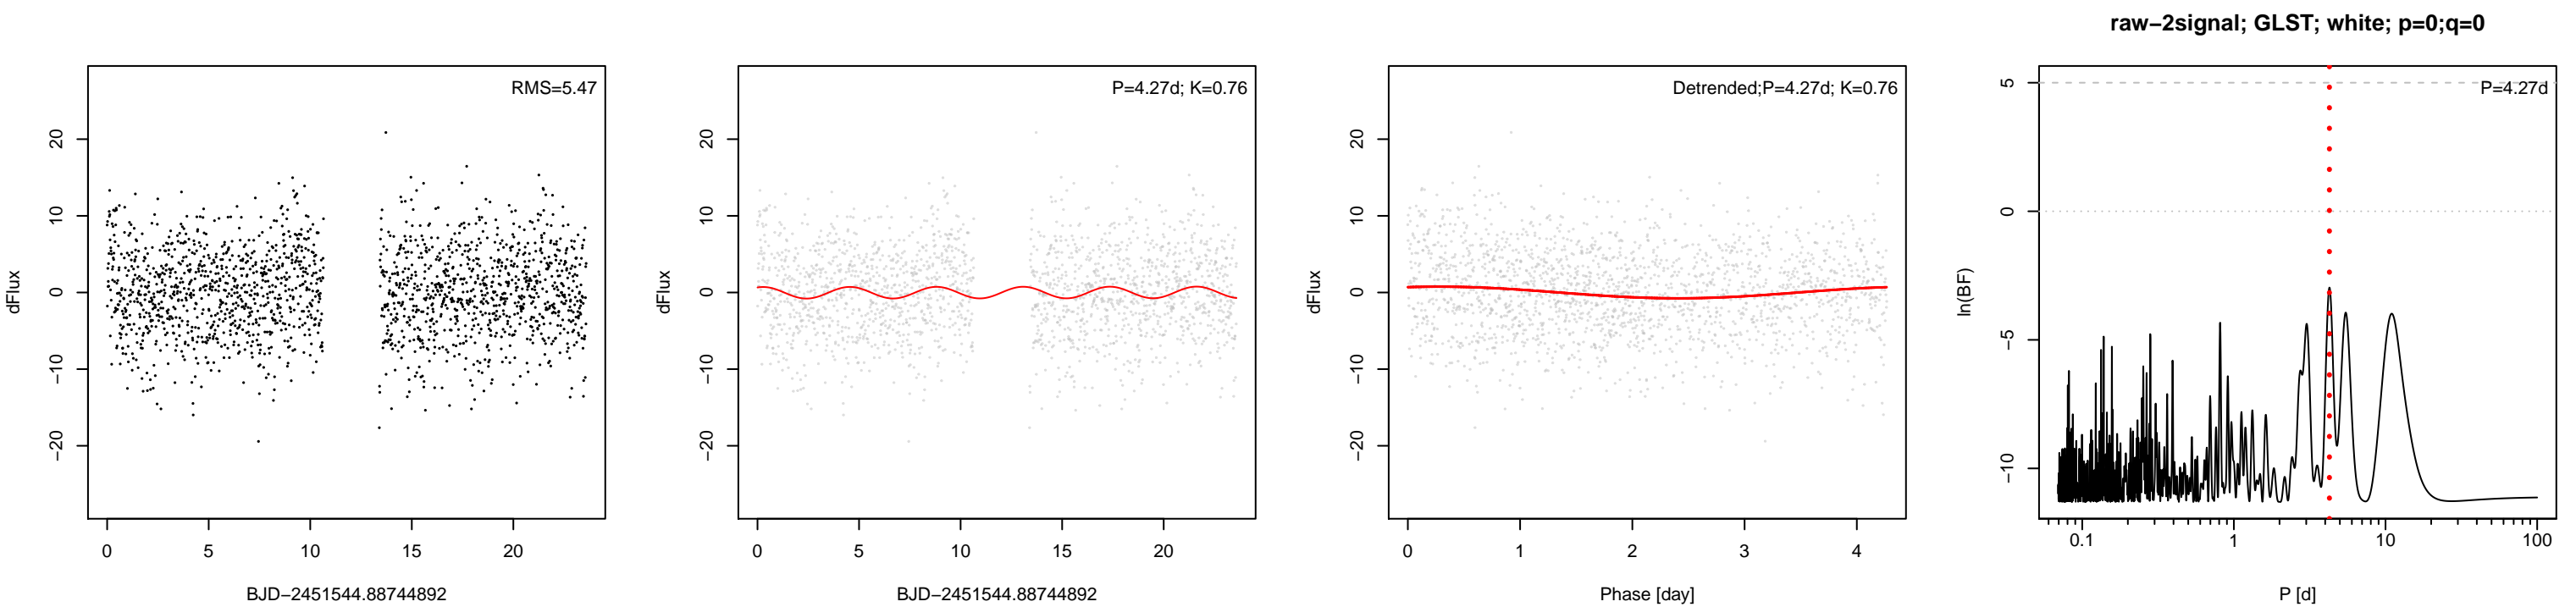 raw−2signal; GLST; white; p=0;q=0
RMS=5.47
dFlux
20
10
0
−10
−20
0 5 10 15 20
BJD−2451544.88744892
P=4.27d; K=0.76
dFlux
20
10
0
−10
−20
0 5 10 15 20
BJD−2451544.88744892
Detrended;P=4.27d; K=0.76
dFlux
20
10
0
−10
−20
0 1 2 3 4
Phase [day]
P=4.27d
ln(BF)
5
0
−5
−10
0.1 1 10 100
P [d]